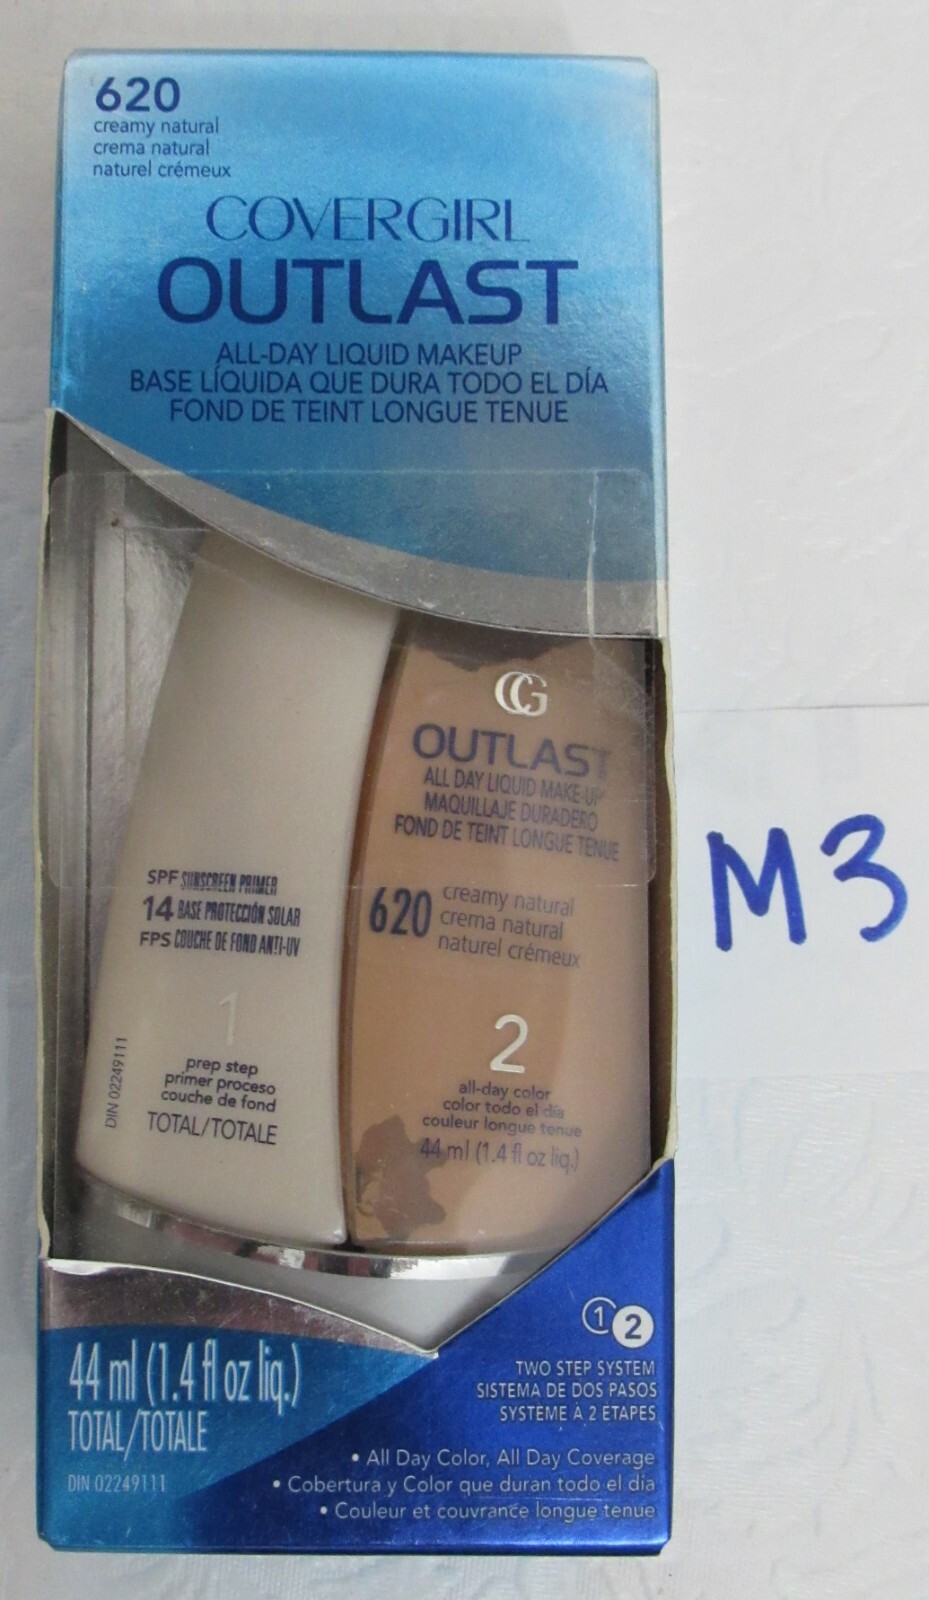 620
creamy natural
crema natural
naturel crémeux
COVERGIRL
OUTLAST
ALL-DAY LIQUID MAKEUP
BASE LÍQUIDA QUE DURA TODO EL DÍA
FOND DE TEINT LONGUE TENUE
CG
OUTLAST
ALL DAY LIQUID MAKE-UP
MAQUILLAJE DURADERO
FOND DE TEINT LONGUE TENUE
620 creamy natural
crema natural
naturel crémeux
2
all-day color
color todo el día
couleur longue tenue
44 ml (1.4 fl oz liq.)
SPF SUNSCREEN PRIMER
14 BASE PROTECCIÓN SOLAR
FPS COUCHE DE FOND ANTI-UV
1
prep step
primer proceso
couche de fond
TOTAL/TOTALE
DIN 02249111
M3
1 2
TWO STEP SYSTEM
SISTEMA DE DOS PASOS
SYSTÈME À 2 ÉTAPES
44 ml (1.4 fl oz liq.)
TOTAL/TOTALE
DIN 02249111
• All Day Color, All Day Coverage
• Cobertura y Color que duran todo el día
• Couleur et couvrance longue tenue